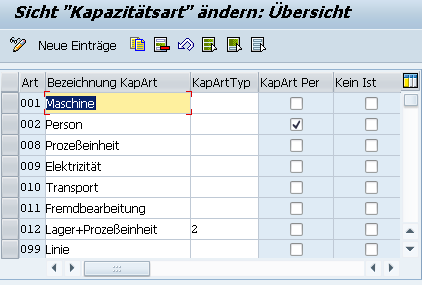 Sicht "Kapazitätsart" ändern: Übersicht
Neue Einträge
Art Bezeichnung KapArt KapArtTyp KapArt Per Kein Ist
001 Maschine
002 Person
008 Prozeßeinheit
009 Elektrizität
010 Transport
011 Fremdbearbeitung
012 Lager+Prozeßeinheit 2
099 Linie